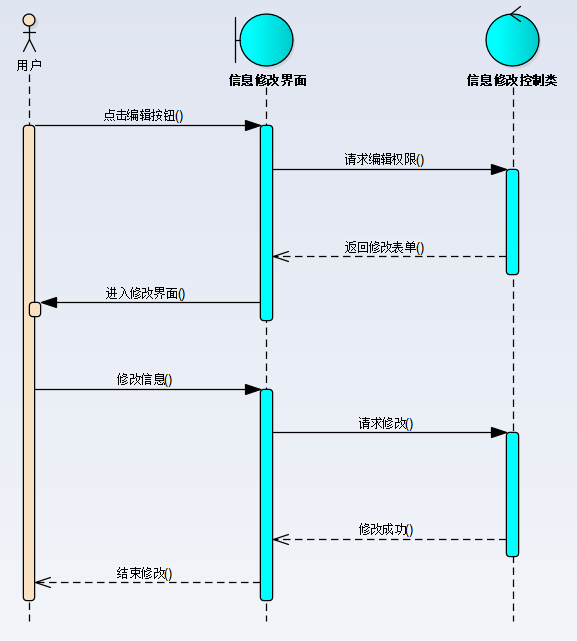 用户
信息修改界面
信息修改控制类
点击编辑按钮()
请求编辑权限()
返回修改表单()
进入修改界面()
修改信息()
请求修改()
修改成功()
结束修改()